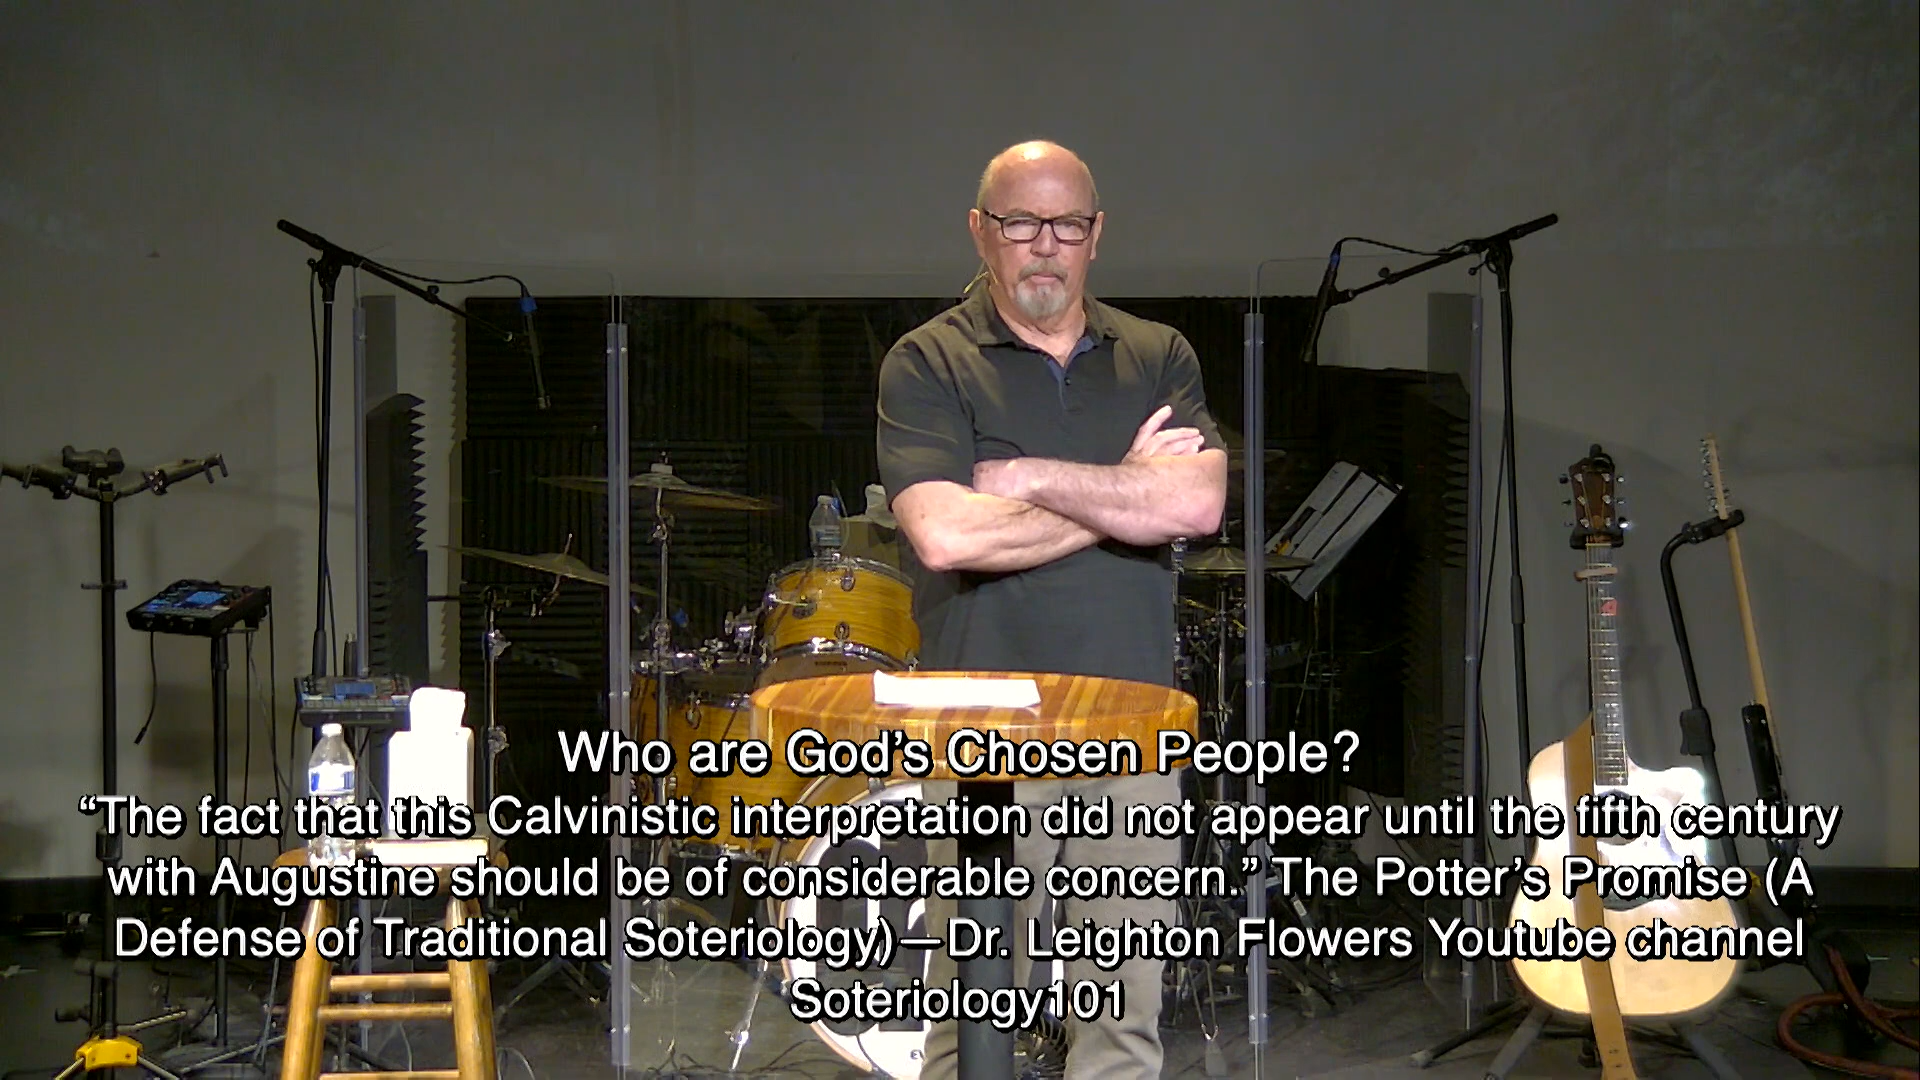 Who are God's Chosen People?
“The fact that this Calvinistic interpretation did not appear until the fifth century
with Augustine should be of considerable concern.” The Potter's Promise (A
Defense of Traditional Soteriology)—Dr. Leighton Flowers Youtube channel
Soteriology101